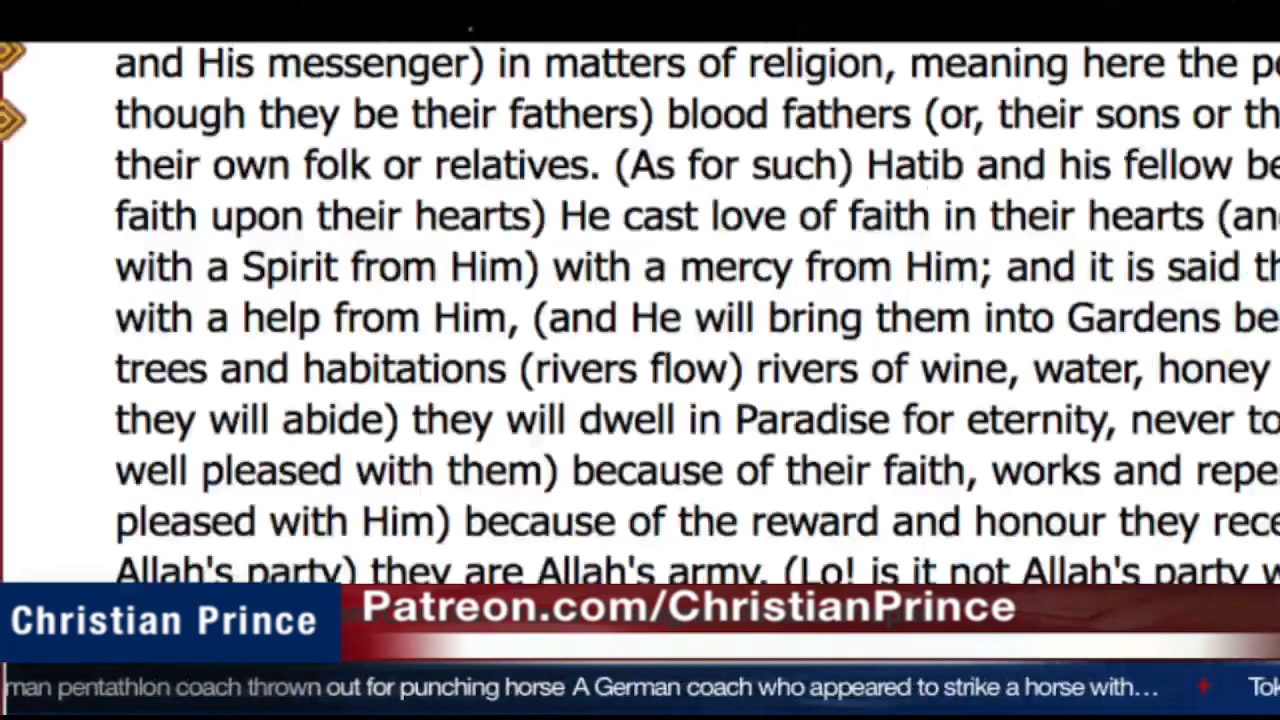 and His messenger) in matters of religion, meaning here the
though they be their fathers) blood fathers (or, their sons or
their own folk or relatives. (As for such) Hatib and his fellow
faith upon their hearts) He cast love of faith in their hearts
with a Spirit from Him) with a mercy from Him; and it is said
with a help from Him, (and He will bring them into Gardens
trees and habitations (rivers flow) rivers of wine, water, honey
they will abide) they will dwell in Paradise for eternity, never to
well pleased with them) because of their faith, works and
pleased with Him) because of the reward and honour they
Allah's party) they are Allah's army. (Lo! is it not Allah's party
Christian Prince
Patreon.com/ChristianPrince
man pentathlon coach thrown out for punching horse A German coach who appeared to strike a horse with…